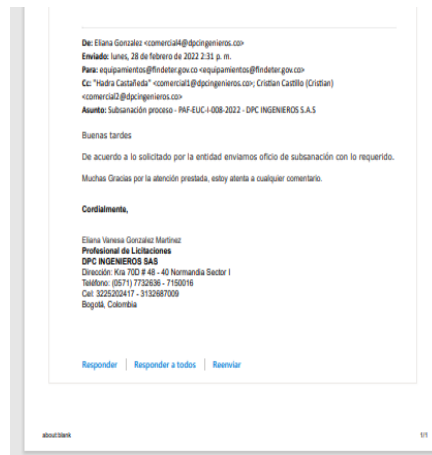 De: Eliana Gonzalez <comercial4@dpcingenieros.co>
Enviado: lunes, 28 de febrero de 2022 2:31 p. m.
Para: equipamientos@findeter.gov.co <equipamientos@findeter.gov.co>
Cc: "Hadra Castañeda" <comercial1@dpcingenieros.co>; Cristian Castillo (Cristian)
<comercial2@dpcingenieros.co>
Asunto: Subsanación proceso - PAF-EUC-I-008-2022 - DPC INGENIEROS S.A.S
Buenas tardes
De acuerdo a lo solicitado por la entidad enviamos oficio de subsanación con lo requerido.
Muchas Gracias por la atención prestada, estoy atenta a cualquier comentario.
Cordialmente,
Eliana Vanesa Gonzalez Martinez
Profesional de Licitaciones
DPC INGENIEROS SAS
Dirección: Kra 70D # 48 - 40 Normandia Sector I
Teléfono: (0571) 7732636 - 7150016
Cel: 3225202417 - 3132687009
Bogotá, Colombia
Responder | Responder a todos | Reenviar
about:blank 1/1